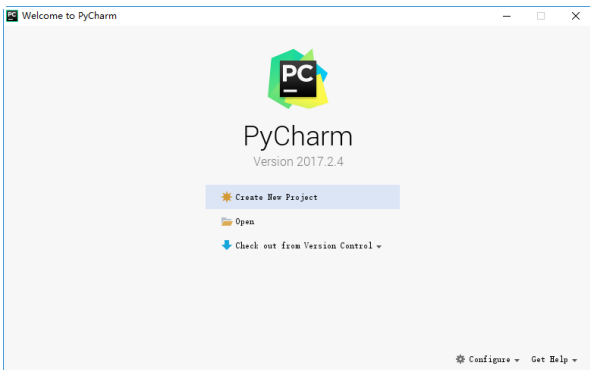 Welcome to PyCharm
PC
PyCharm
Version 2017.2.4
Create New Project
Open
Check out from Version Control
Configure Get Help